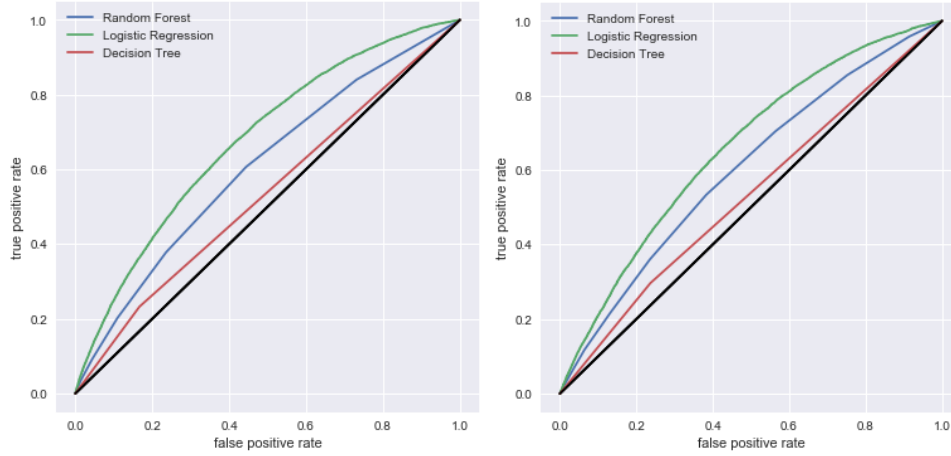 Random Forest
Logistic Regression
Decision Tree
1.0
0.8
0.6
0.4
0.2
0.0
true positive rate
0.0 0.2 0.4 0.6 0.8 1.0
false positive rate
Random Forest
Logistic Regression
Decision Tree
1.0
0.8
0.6
0.4
0.2
0.0
true positive rate
0.0 0.2 0.4 0.6 0.8 1.0
false positive rate